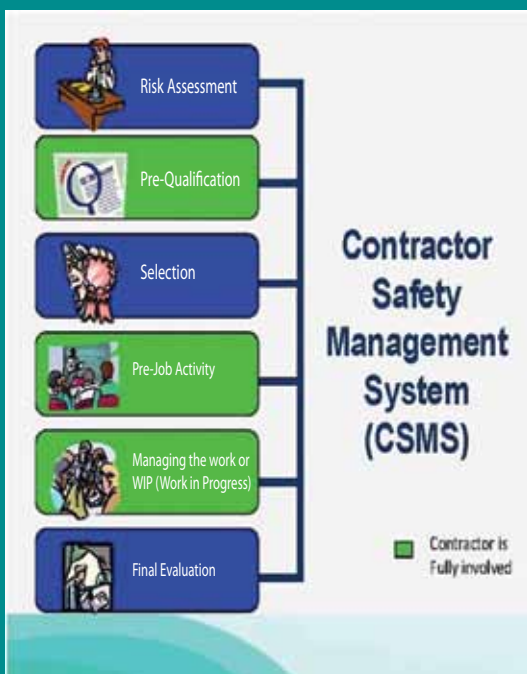 Risk Assessment
Pre-Qualification
Selection
Pre-Job Activity
Managing the work or
WIP (Work in Progress)
Final Evaluation
Contractor
Safety
Management
System
(CSMS)
Contractor is
Fully involved